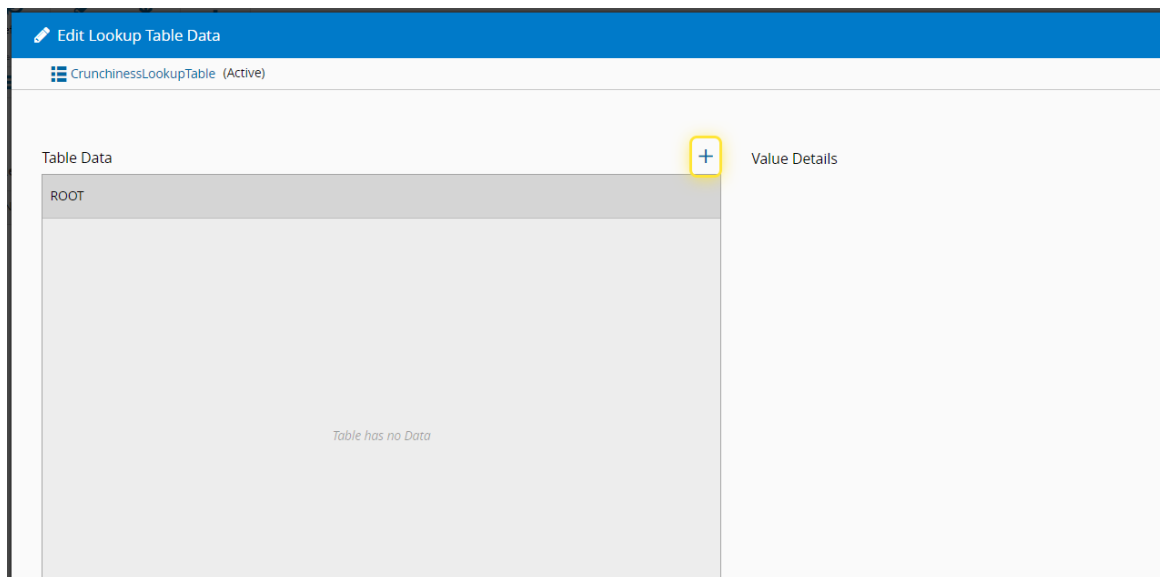 Edit Lookup Table Data
CrunchinessLookupTable (Active)
Table Data
Value Details
ROOT
Table has no Data